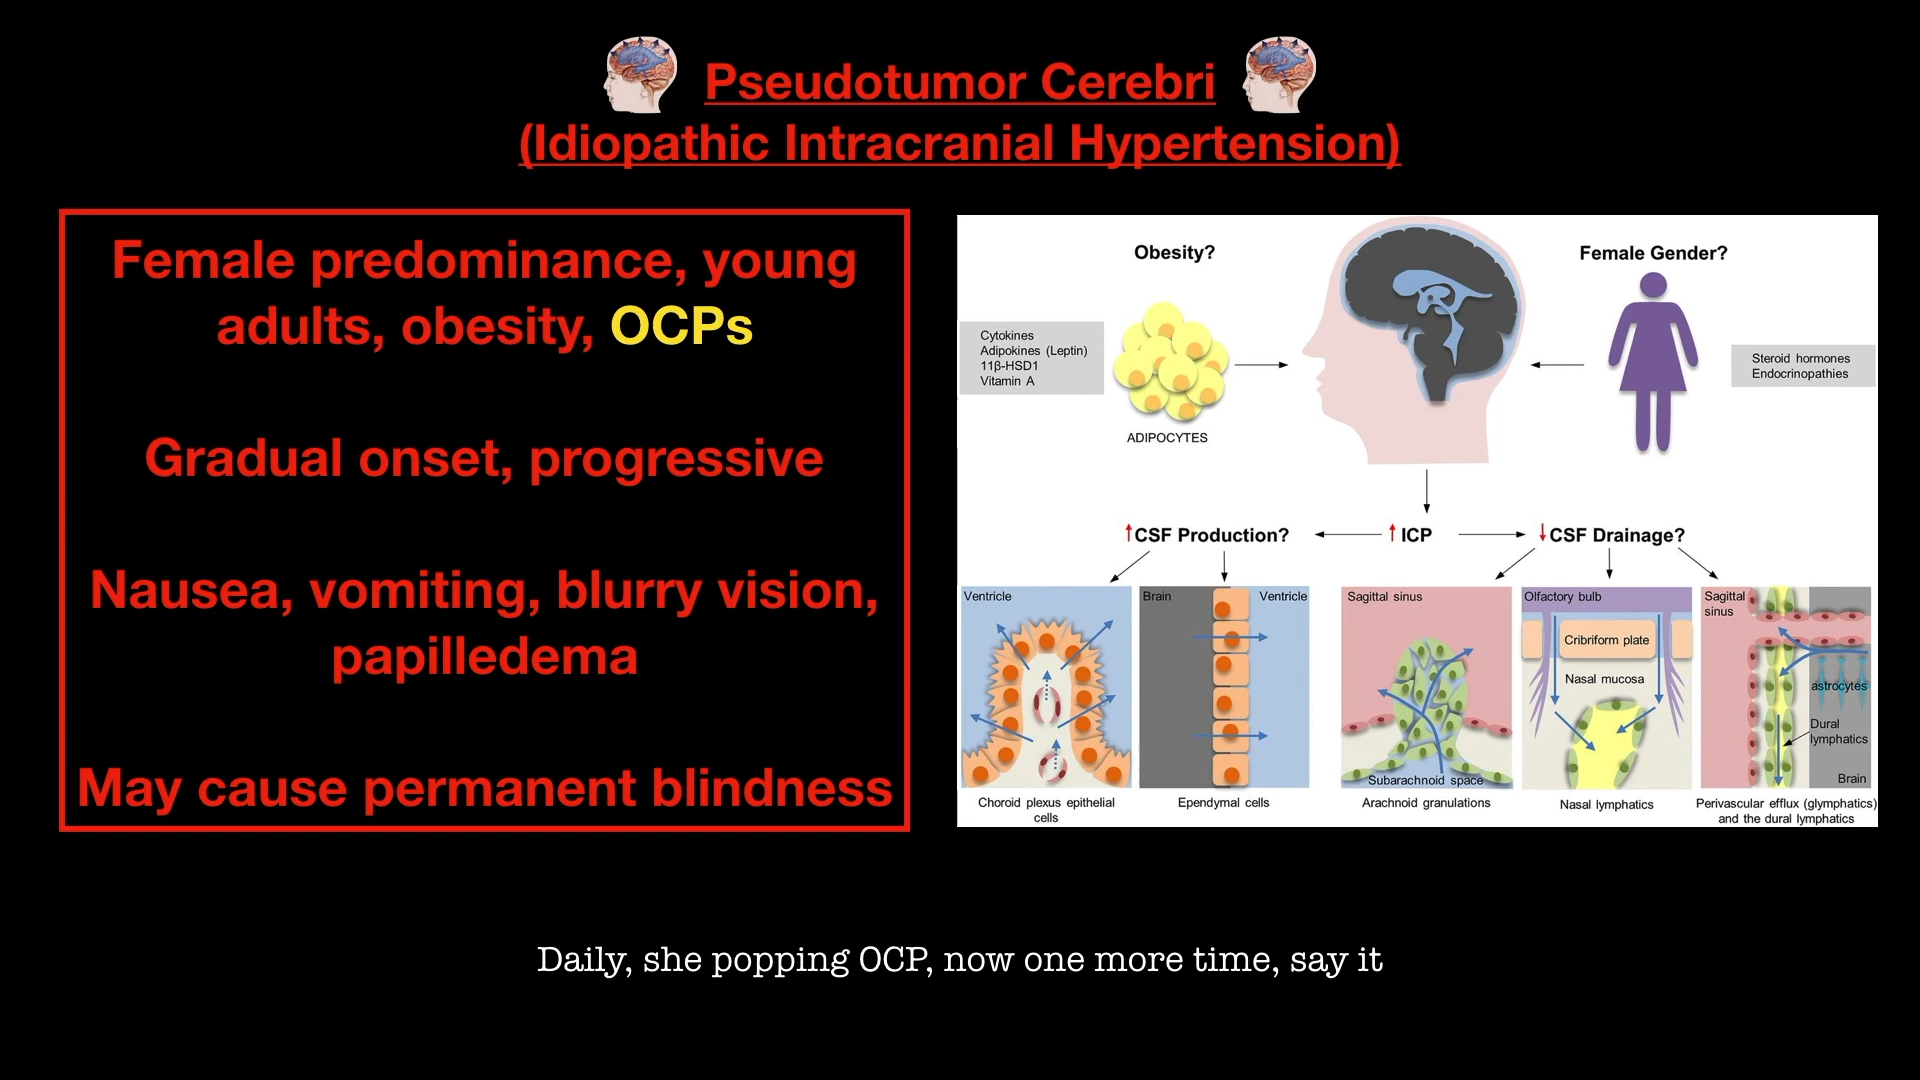 Pseudotumor Cerebri
(Idiopathic Intracranial Hypertension)
Female predominance, young
adults, obesity, OCPs
Gradual onset, progressive
Nausea, vomiting, blurry vision,
papilledema
May cause permanent blindness
Obesity?
Female Gender?
Cytokines
Adipokines (Leptin)
11β-HSD1
Vitamin A
Steroid hormones
Endocrinopathies
ADIPOCYTES
↑CSF Production?
↑ICP
↓CSF Drainage?
Ventricle
Brain
Ventricle
Sagittal sinus
Subarachnoid space
Olfactory bulb
Cribriform plate
Nasal mucosa
Sagittal
sinus
astrocytes
Dural
lymphatics
Brain
Choroid plexus epithelial
cells
Ependymal cells
Arachnoid granulations
Nasal lymphatics
Perivascular efflux (glymphatics)
and the dural lymphatics
Daily, she popping OCP, now one more time, say it